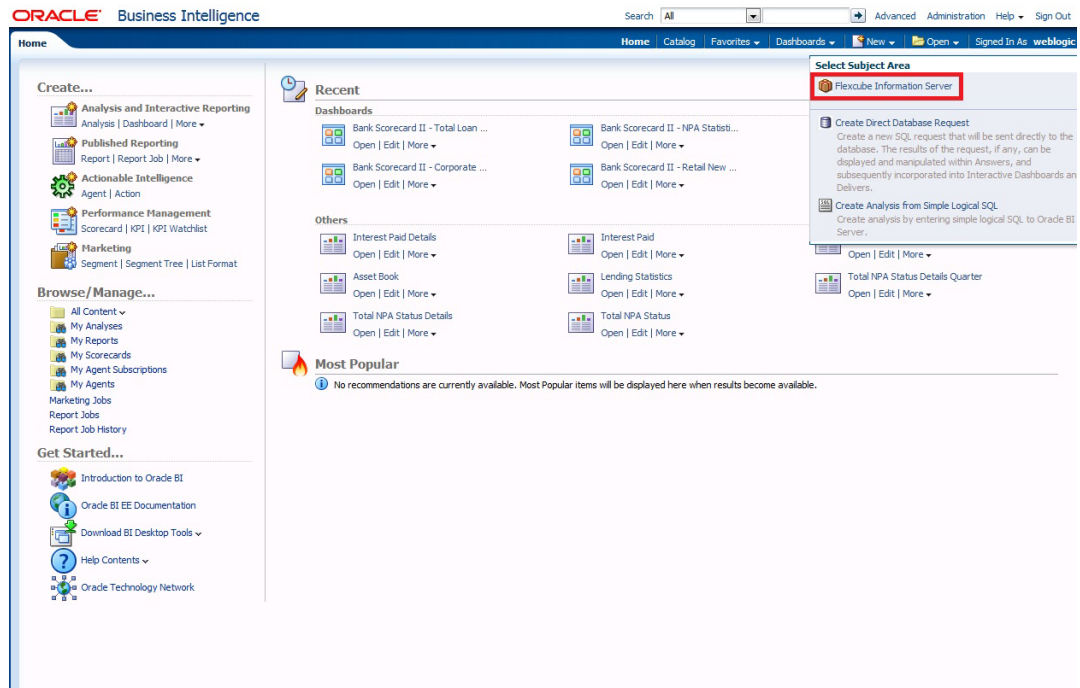 ORACLE Business Intelligence
Search All Advanced Administration Help Sign Out
Home
Home Catalog Favorites Dashboards New Open Signed In As weblogic
Select Subject Area
Flexcube Information Server
Create Direct Database Request
Create a new SQL request that will be sent directly to the
database. The results of the request, if any, can be
displayed and manipulated within Answers, and
subsequently incorporated into Interactive Dashboards an
Delivers.
Create Analysis from Simple Logical SQL
Create analysis by entering simple logical SQL to Oracle BI
Server.
Create...
Analysis and Interactive Reporting
Analysis | Dashboard | More
Published Reporting
Report | Report Job | More
Actionable Intelligence
Agent | Action
Performance Management
Scorecard | KPI | KPI Watchlist
Marketing
Segment | Segment Tree | List Format
Browse/Manage...
All Content
My Analyses
My Reports
My Scorecards
My Agent Subscriptions
My Agents
Marketing Jobs
Report Jobs
Report Job History
Get Started...
Introduction to Oracle BI
Oracle BI EE Documentation
Download BI Desktop Tools
Help Contents
Oracle Technology Network
Recent
Dashboards
Bank Scorecard II - Total Loan ...
Open | Edit | More
Bank Scorecard II - NPA Statisti...
Open | Edit | More
Bank Scorecard II - Corporate ...
Open | Edit | More
Bank Scorecard II - Retail New ...
Open | Edit | More
Others
Interest Paid Details
Open | Edit | More
Interest Paid
Open | Edit | More
Open | Edit | More
Asset Book
Open | Edit | More
Lending Statistics
Open | Edit | More
Total NPA Status Details Quarter
Open | Edit | More
Total NPA Status Details
Open | Edit | More
Total NPA Status
Open | Edit | More
Most Popular
No recommendations are currently available. Most Popular items will be displayed here when results become available.